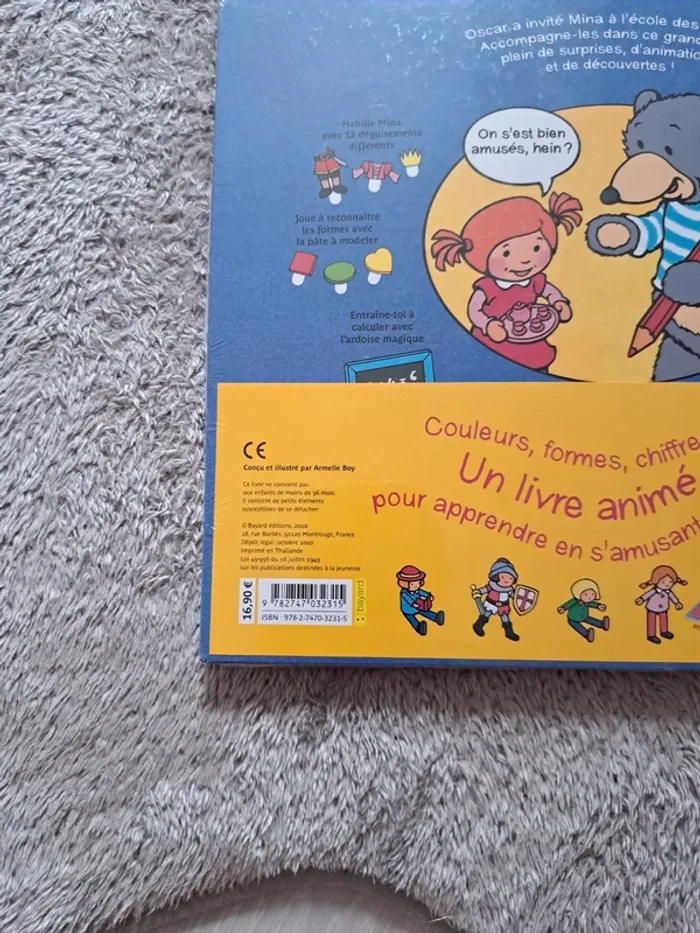 Oscar a invité Mina à l'école des
Accompagne-les dans ce gran
plein de surprises, d'animatio
et de découvertes !
Habille Mina
avec 12 déguisements
différents
On s'est bien
amusés, hein ?
Joue à reconnaître
les formes avec
la pâte à modeler
Entraîne-toi à
calculer avec
l'ardoise magique
Couleurs, formes, chiffre
Un livre animé
pour apprendre en s'amusan
CE
Conçu et illustré par Armelle Boy
Ce livre ne convient pas
aux enfants de moins de 36 mois.
Il contient de petits éléments
susceptibles de se détacher
© Bayard éditions, 2010
18, rue Barbès, 92120 Montrouge, France
Dépôt légal: octobre 2010
Imprimé en Thaïlande
Loi 49-956 du 16 juillet 1949
sur les publications destinées à la jeunesse
16,90 €
9 782747 032315
ISBN : 978-2-7470-3231-5
bayard